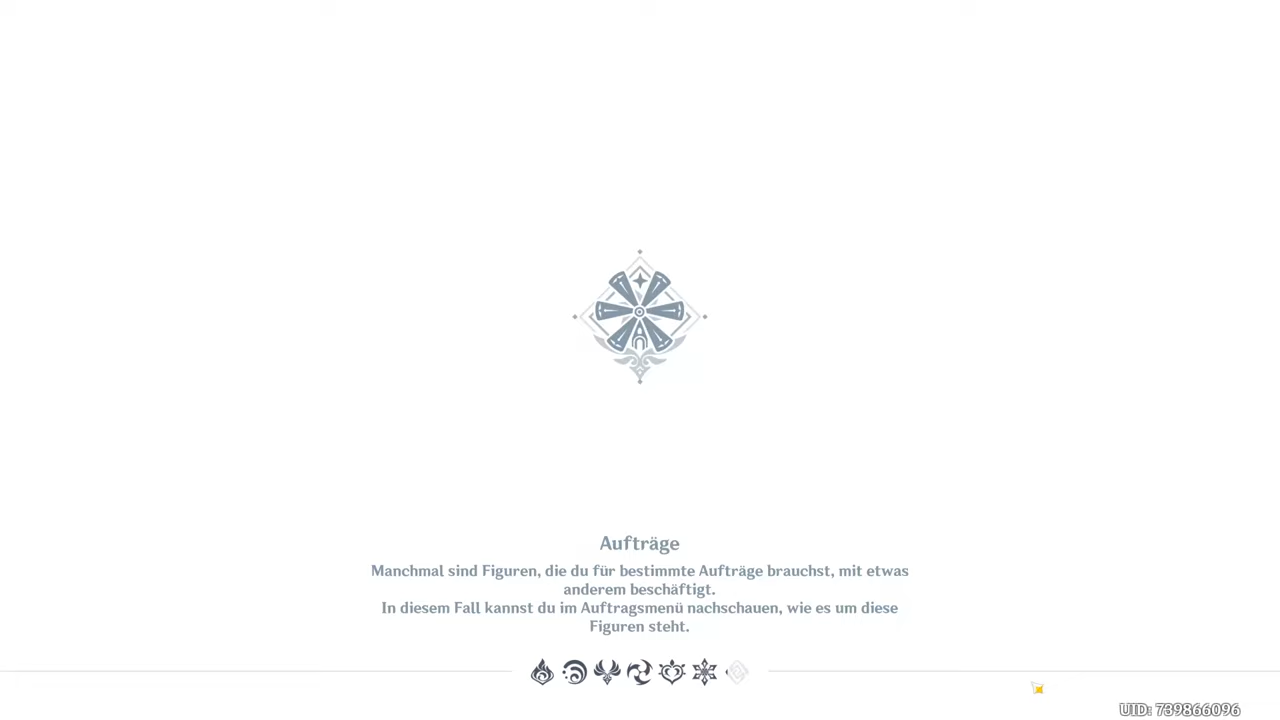 Aufträge
Manchmal sind Figuren, die du für bestimmte Aufträge brauchst, mit etwas
anderem beschäftigt.
In diesem Fall kannst du im Auftragsmenü nachschauen, wie es um diese
Figuren steht.
UID: 739866096